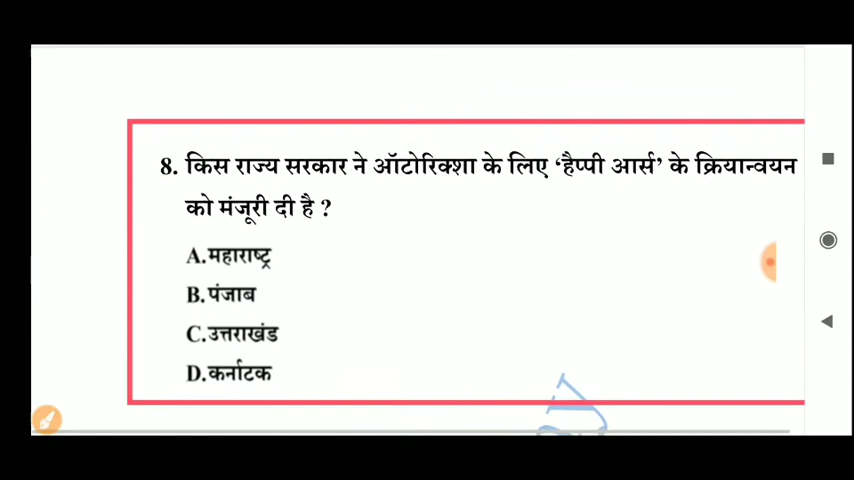 8. किस राज्य सरकार ने ऑटोरिक्शा के लिए ‘हैप्पी आर्स’ के क्रियान्वयन
को मंजूरी दी है ?
A.महाराष्ट्र
B.पंजाब
C.उत्तराखंड
D.कर्नाटक